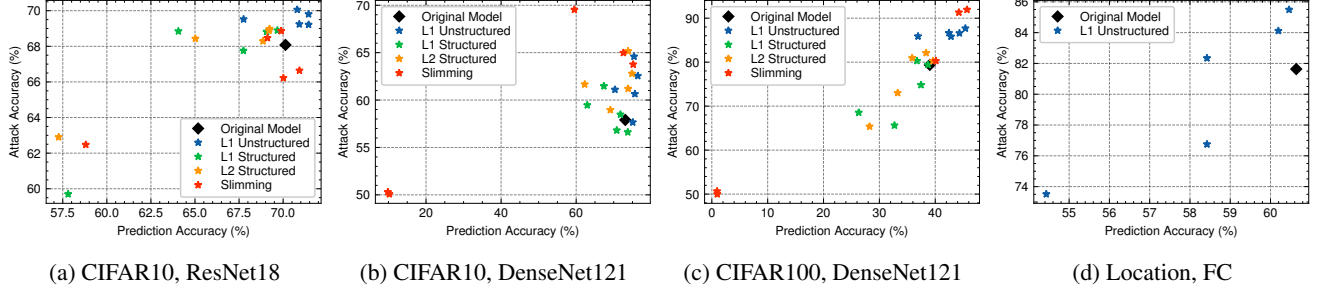 70
68
66
64
62
60
57.5
60.0
62.5
65.0
67.5
70.0
Attack Accuracy (%)
Prediction Accuracy (%)
Original Model
L1 Unstructured
L1 Structured
L2 Structured
Slimming
(a) CIFAR10, ResNet18
70
65
60
55
50
20
40
60
Attack Accuracy (%)
Prediction Accuracy (%)
Original Model
L1 Unstructured
L1 Structured
L2 Structured
Slimming
(b) CIFAR10, DenseNet121
90
80
70
60
50
0
10
20
30
40
Attack Accuracy (%)
Prediction Accuracy (%)
Original Model
L1 Unstructured
L1 Structured
L2 Structured
Slimming
(c) CIFAR100, DenseNet121
86
84
82
80
78
76
74
55
56
57
58
59
60
Attack Accuracy (%)
Prediction Accuracy (%)
Original Model
L1 Unstructured
(d) Location, FC